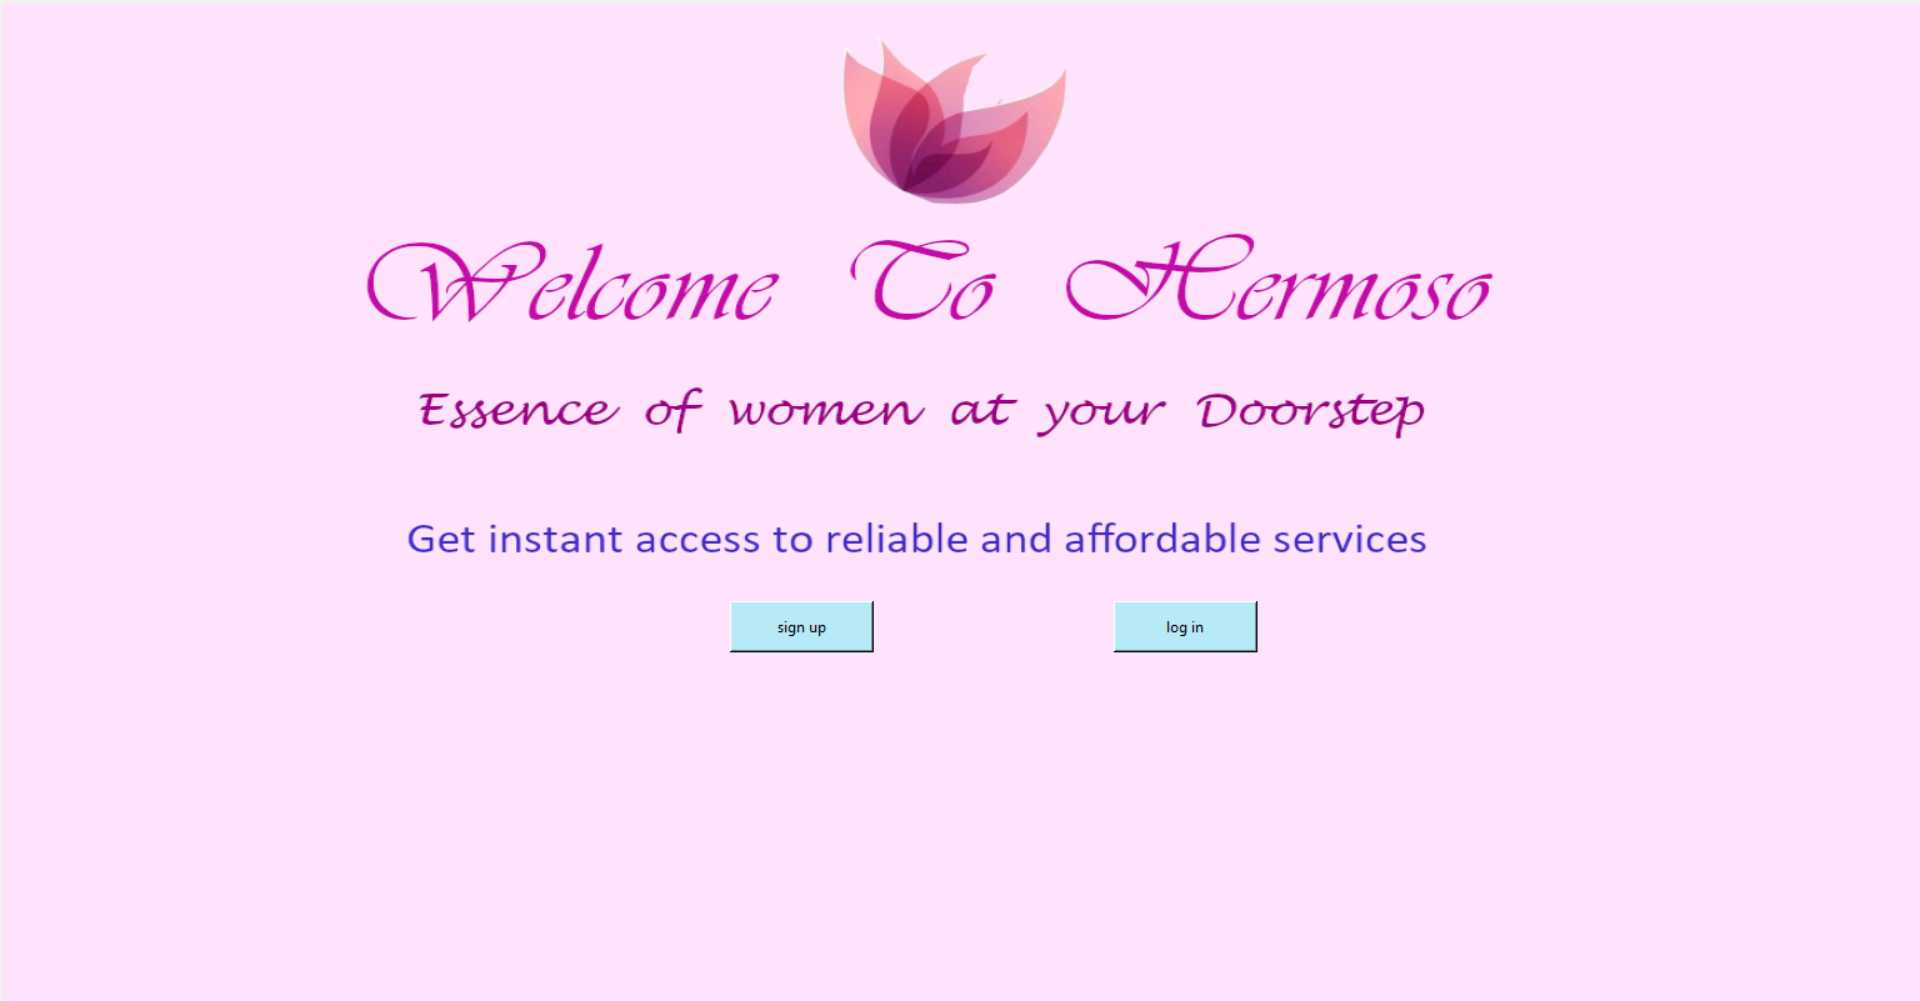 Welcome To Hermoso
Essence of women at your Doorstep
Get instant access to reliable and affordable services
sign up
log in